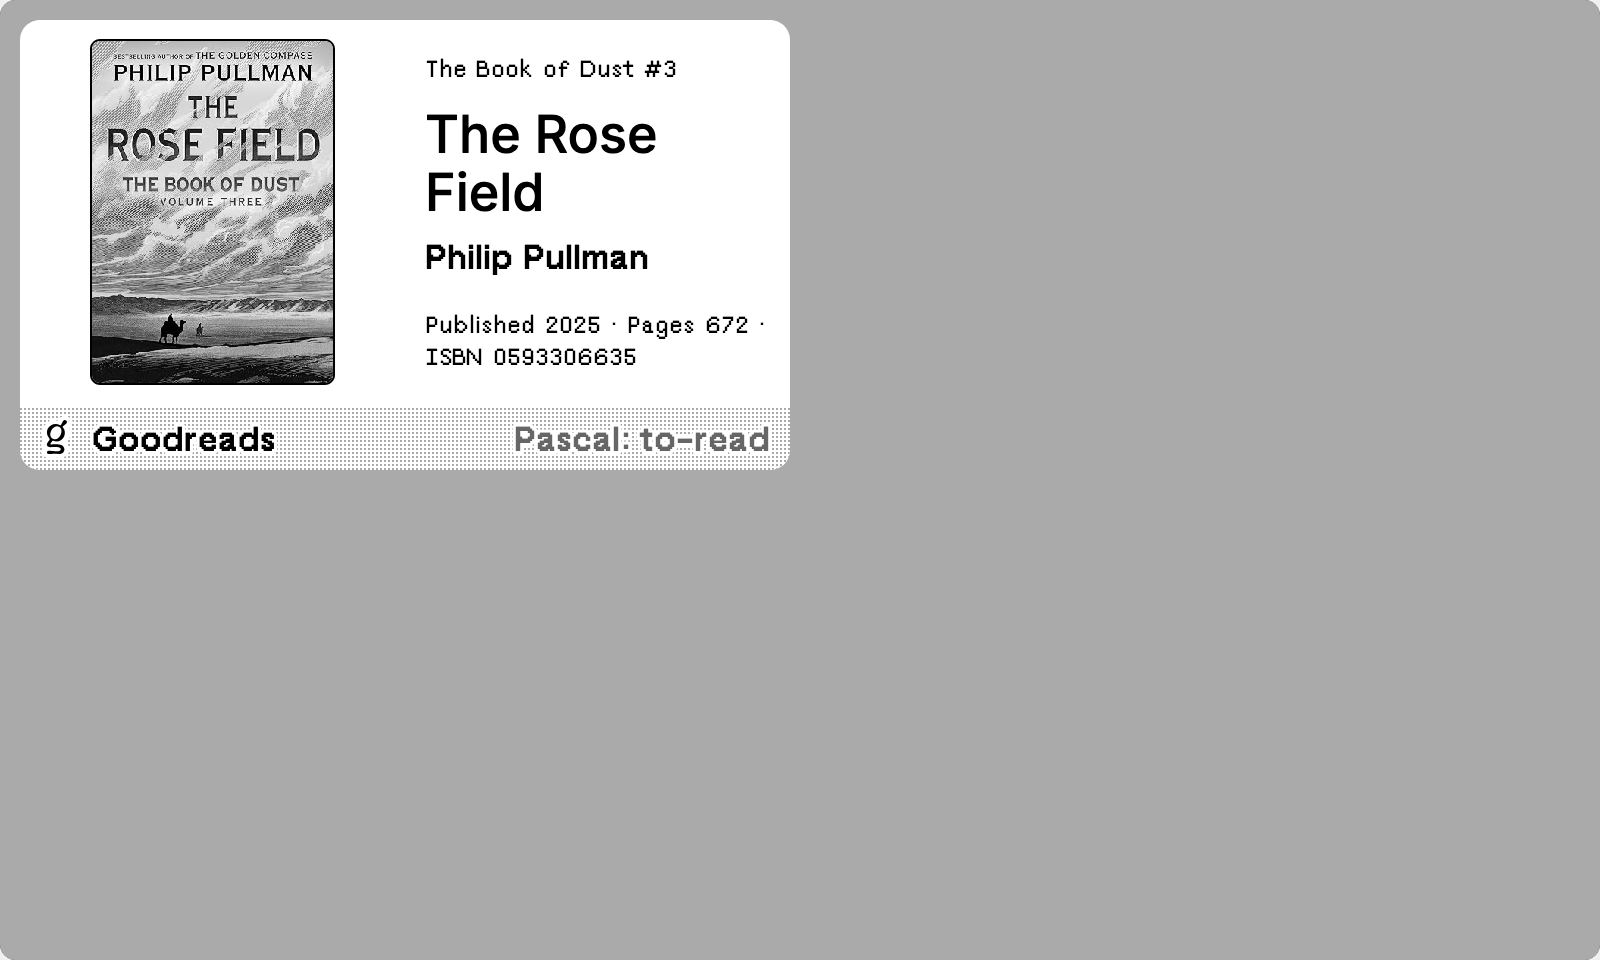 BESTSELLING AUTHOR OF THE GOLDEN COMPASS
PHILIP PULLMAN
THE
ROSE FIELD
THE BOOK OF DUST
VOLUME THREE
The Book of Dust #3
The Rose
Field
Philip Pullman
Published 2025 · Pages 672 ·
ISBN 0593306635
g Goodreads
Pascal: to-read